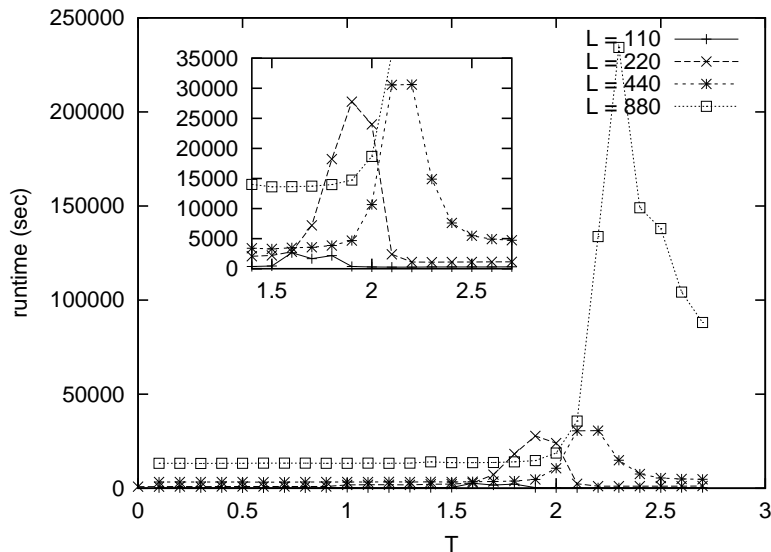 250000
200000
150000
100000
50000
0
runtime (sec)
0 0.5 1 1.5 2 2.5 3
T
L = 110
L = 220
L = 440
L = 880
35000
30000
25000
20000
15000
10000
5000
0
1.5 2 2.5